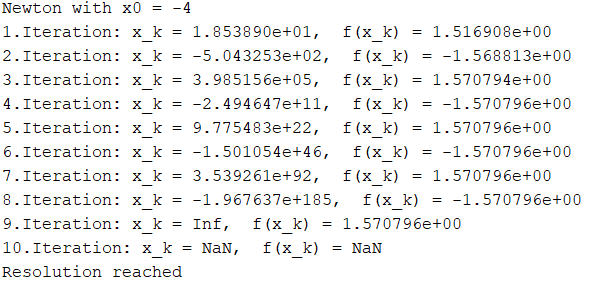 Newton with x0 = -4
1.Iteration: x_k = 1.853890e+01,  f(x_k) = 1.516908e+00
2.Iteration: x_k = -5.043253e+02,  f(x_k) = -1.568813e+00
3.Iteration: x_k = 3.985156e+05,  f(x_k) = 1.570794e+00
4.Iteration: x_k = -2.494647e+11,  f(x_k) = -1.570796e+00
5.Iteration: x_k = 9.775483e+22,  f(x_k) = 1.570796e+00
6.Iteration: x_k = -1.501054e+46,  f(x_k) = -1.570796e+00
7.Iteration: x_k = 3.539261e+92,  f(x_k) = 1.570796e+00
8.Iteration: x_k = -1.967637e+185,  f(x_k) = -1.570796e+00
9.Iteration: x_k = Inf,  f(x_k) = 1.570796e+00
10.Iteration: x_k = NaN,  f(x_k) = NaN
Resolution reached